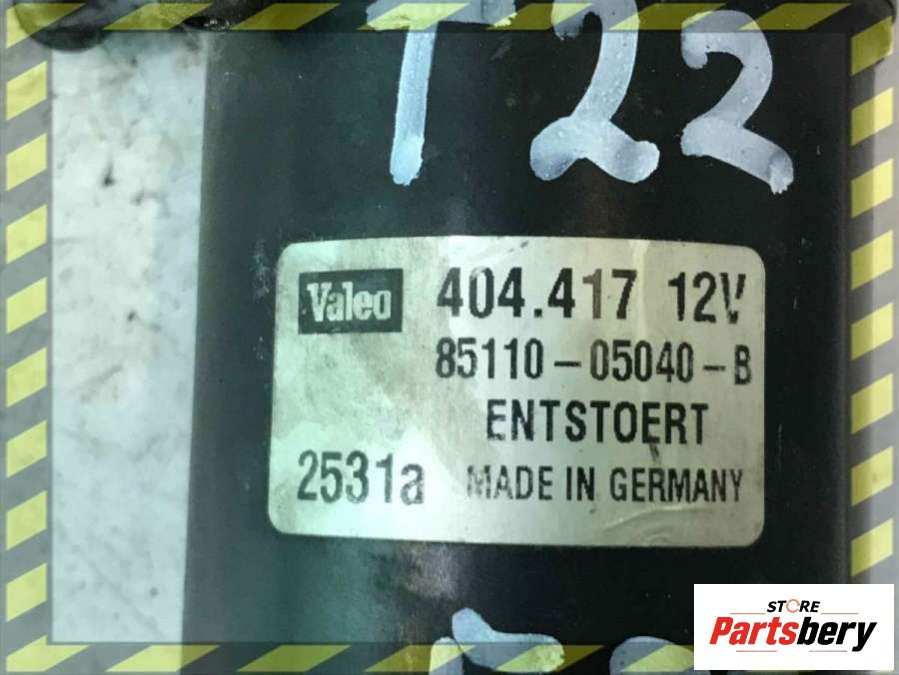 T22
Valeo 404.417 12V
85110-05040-B
ENTSTOERT
2531a MADE IN GERMANY
STORE
Partsbery